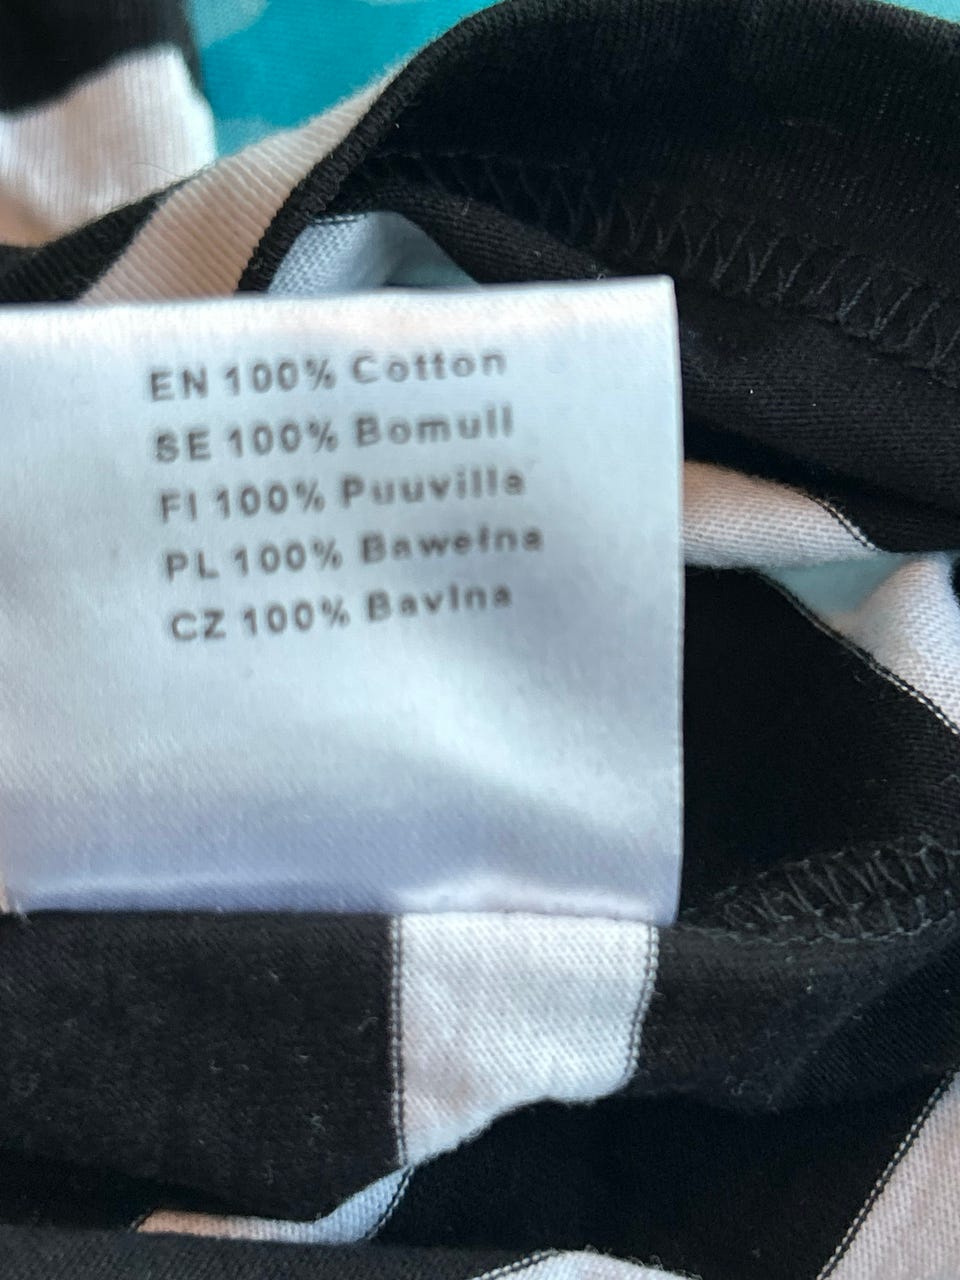 EN 100% Cotton
SE 100% Bomull
FI 100% Puuvilla
PL 100% Bawełna
CZ 100% Bavlna